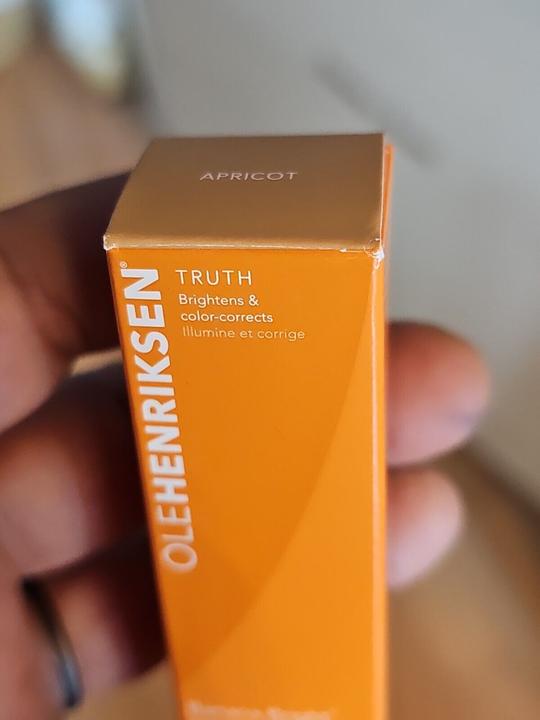 APRICOT
OLEHENRIKSEN®
TRUTH
Brightens &
color-corrects
Illumine et corrige